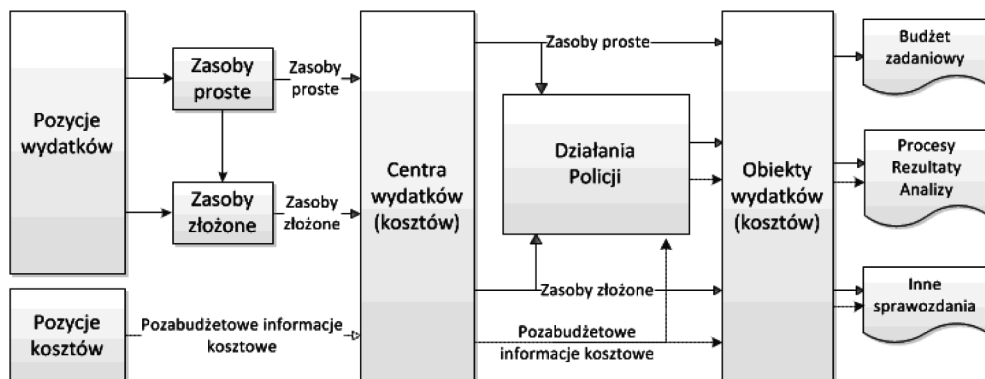 Pozycje
wydatków
Pozycje
kosztów
Zasoby
proste
Zasoby
złożone
Zasoby
proste
Zasoby
złożone
Pozabudżetowe informacje
kosztowe
Centra
wydatków
(kosztów)
Zasoby proste
Działania
Policji
Zasoby złożone
Pozabudżetowe
informacje kosztowe
Obiekty
wydatków
(kosztów)
Budżet
zadaniowy
Procesy
Rezultaty
Analizy
Inne
sprawozdania